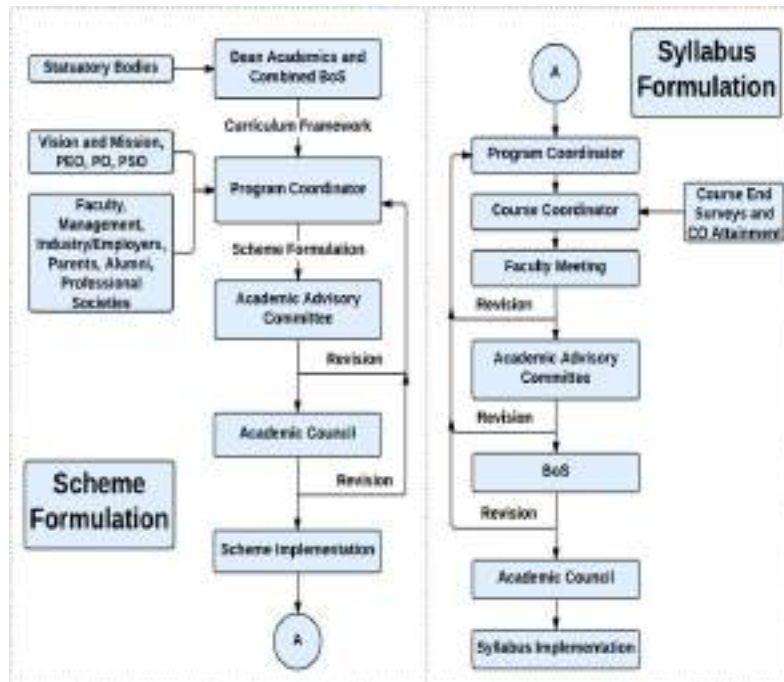 Statuatory Bodies
Dean Academics and
Combined BoS
Curriculum Framework
Vision and Mission,
PEO, PO, PSO
Program Coordinator
Faculty,
Management,
Industry/Employers,
Parents, Alumni,
Professional
Societies
Scheme Formulation
Academic Advisory
Committee
Revision
Academic Council
Revision
Scheme
Formulation
Scheme Implementation
A
Syllabus
Formulation
A
Program Coordinator
Course Coordinator
Course End
Surveys and
CO Attainment
Faculty Meeting
Revision
Academic Advisory
Committee
Revision
BoS
Revision
Academic Council
Syllabus Implementation